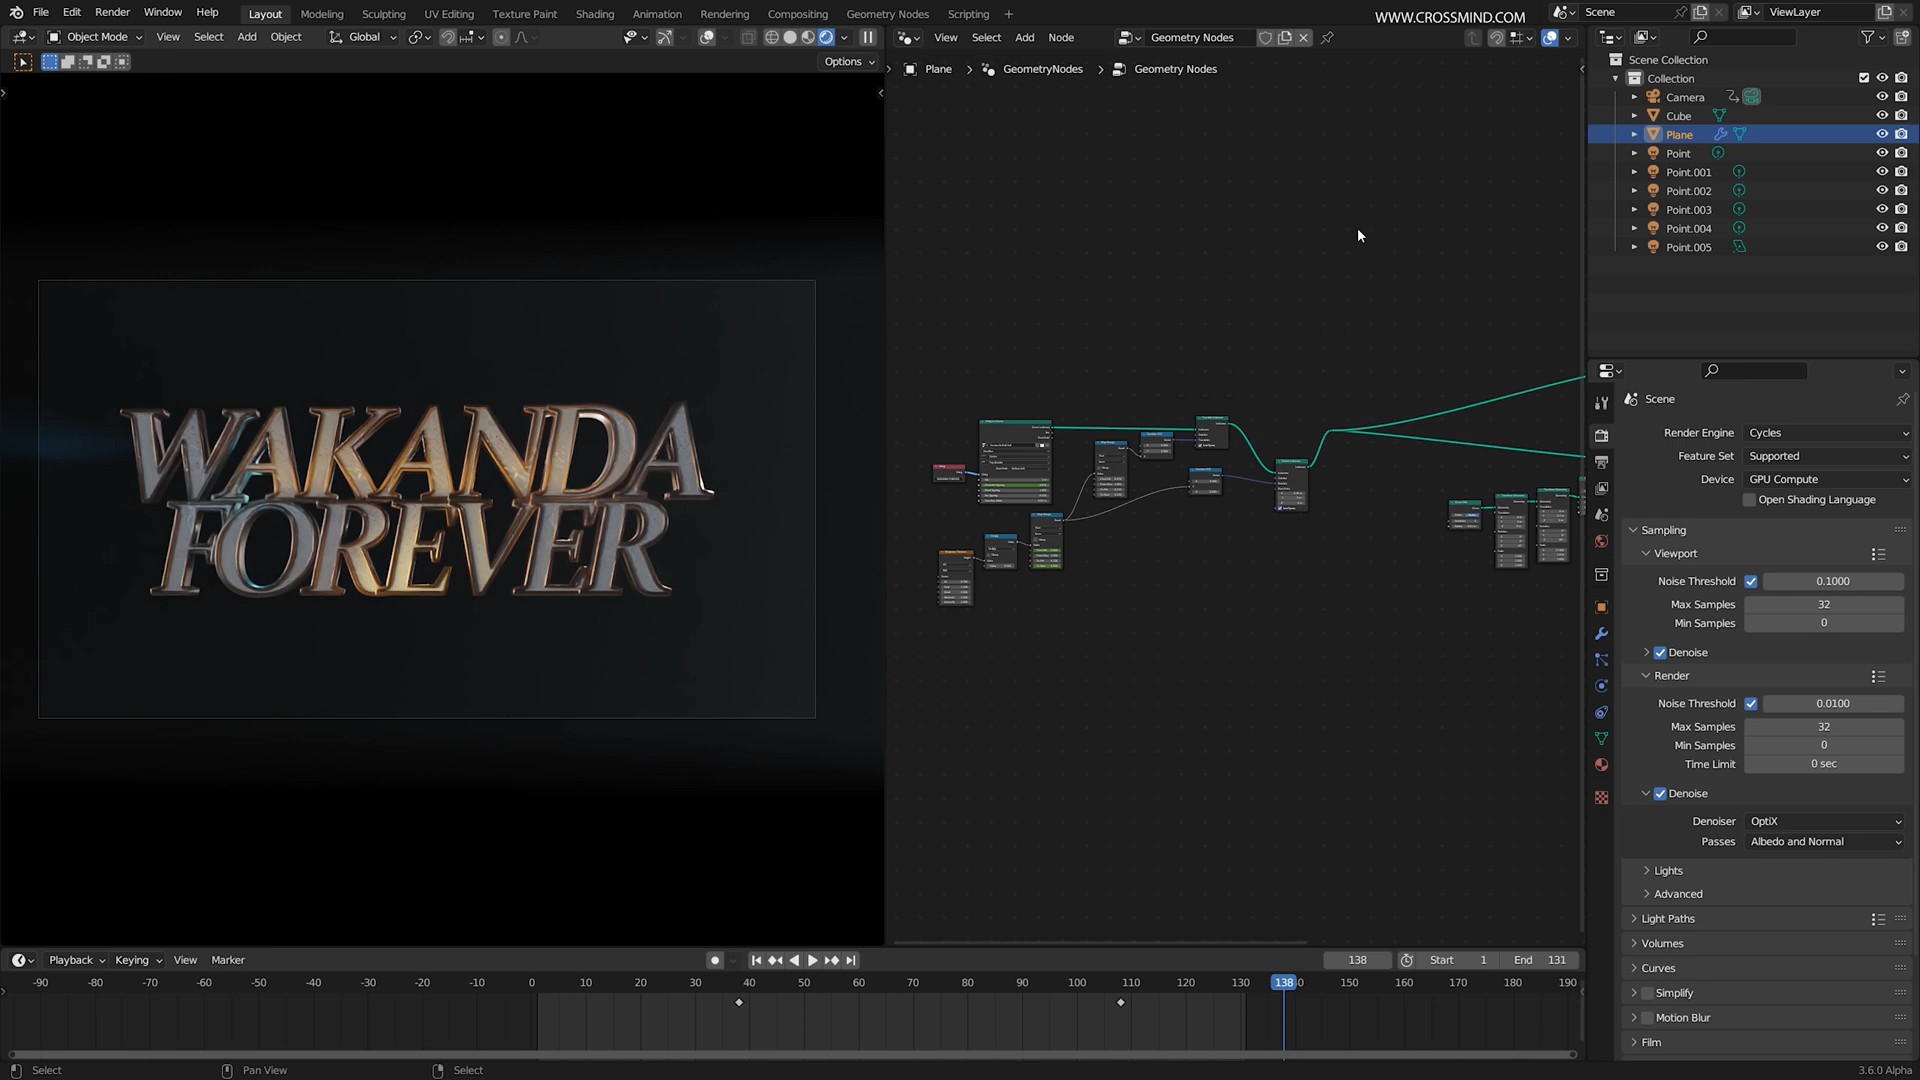 File Edit Render Window Help
Layout Modeling Sculpting UV Editing Texture Paint Shading Animation Rendering Compositing Geometry Nodes Scripting +
WWW.CROSSMIND.COM
Scene
ViewLayer
Object Mode View Select Add Object Global
Options
View Select Add Node Geometry Nodes
Plane > GeometryNodes > Geometry Nodes
WAKANDA
FOREVER
Scene Collection
Collection
Camera
Cube
Plane
Point
Point.001
Point.002
Point.003
Point.004
Point.005
Scene
Render Engine Cycles
Feature Set Supported
Device GPU Compute
Open Shading Language
Sampling
Viewport
Noise Threshold 0.1000
Max Samples 32
Min Samples 0
Denoise
Render
Noise Threshold 0.0100
Max Samples 32
Min Samples 0
Time Limit 0 sec
Denoise
Denoiser OptiX
Passes Albedo and Normal
Lights
Advanced
Light Paths
Volumes
Curves
Simplify
Motion Blur
Film
Playback Keying View Marker
138 Start 1 End 131
-90 -80 -70 -60 -50 -40 -30 -20 -10 0 10 20 30 40 50 60 70 80 90 100 110 120 130 138 150 160 170 180 190
Select Pan View Select
3.6.0 Alpha